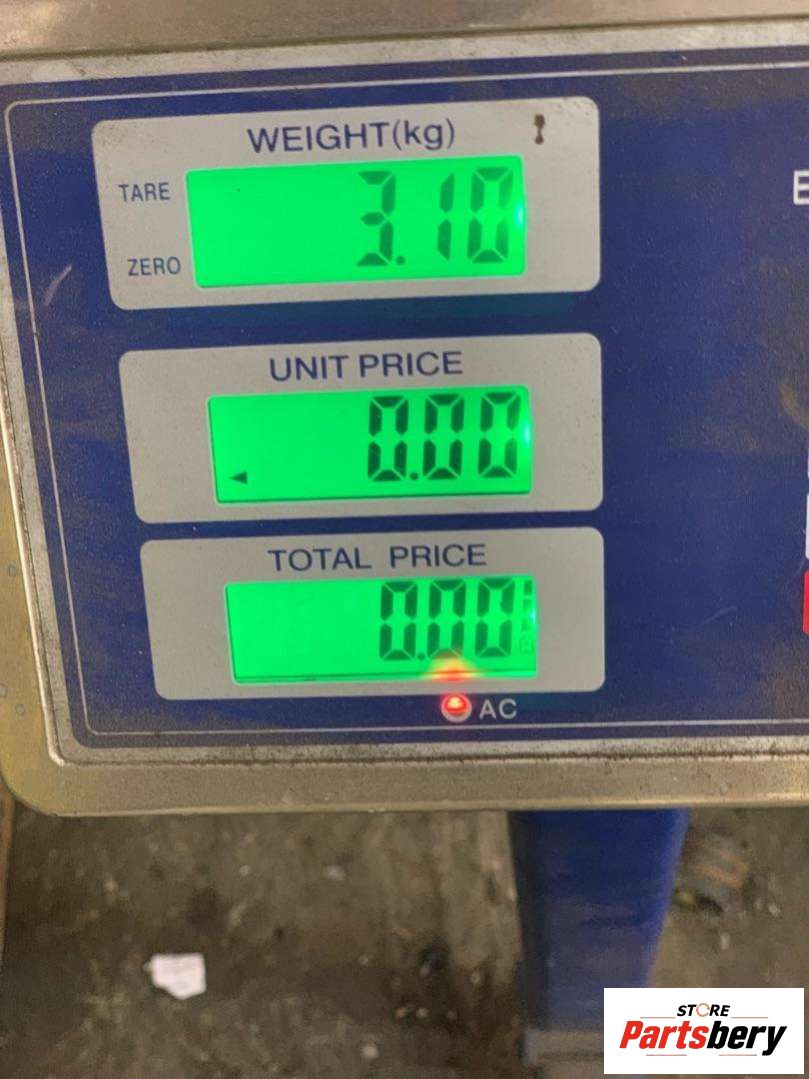 WEIGHT(kg)
TARE
3.10
ZERO
UNIT PRICE
0.00
TOTAL PRICE
0.00
AC
STORE
Partsbery